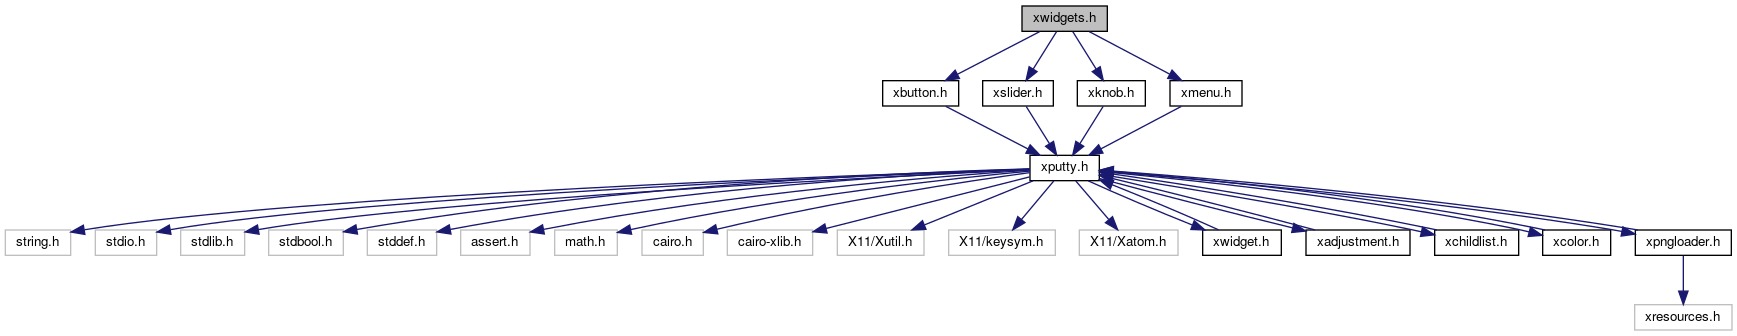 xwidgets.h
xbutton.h
xslider.h
xknob.h
xmenu.h
xputty.h
string.h
stdio.h
stdlib.h
stdbool.h
stddef.h
assert.h
math.h
cairo.h
cairo-xlib.h
X11/Xutil.h
X11/keysym.h
X11/Xatom.h
xwidget.h
xadjustment.h
xchildlist.h
xcolor.h
xpngloader.h
xresources.h